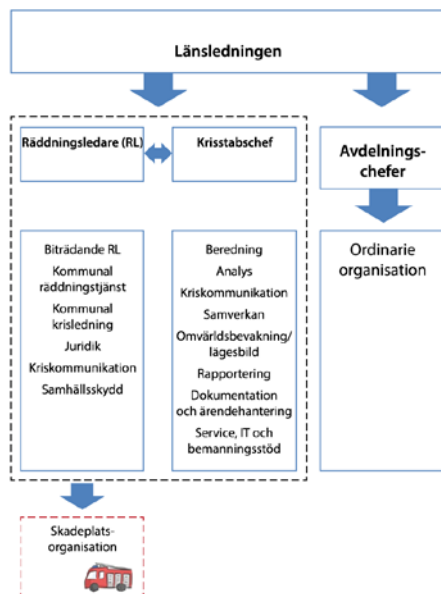 Länsledningen
Räddningsledare (RL)
Krisstabschef
Avdelnings-
chefer
Biträdande RL
Kommunal
räddningstjänst
Kommunal
krisledning
Juridik
Kriskommunikation
Samhällsskydd
Beredning
Analys
Kriskommunikation
Samverkan
Omvärldsbevakning/
lägesbild
Rapportering
Dokumentation
och ärendehantering
Service, IT och
bemanningsstöd
Ordinarie
organisation
Skadeplats-
organisation